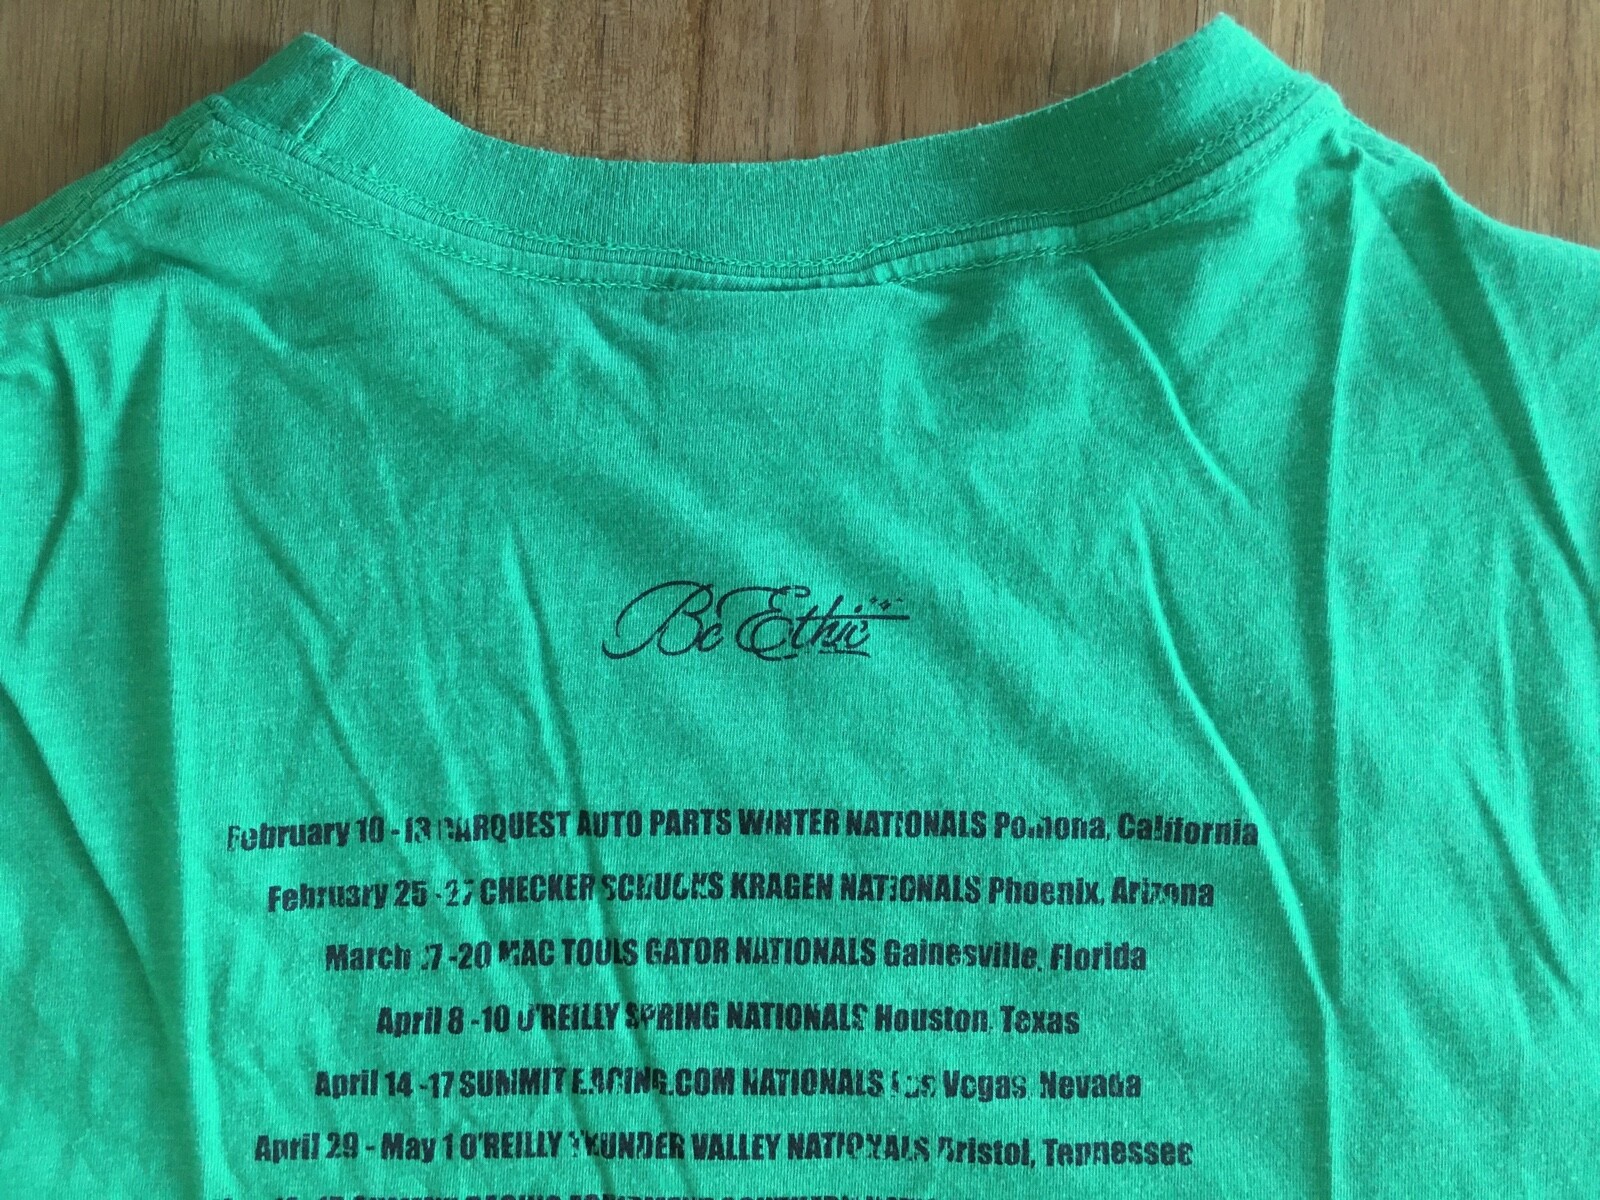 Be Ethic
February 10 - 13 CARQUEST AUTO PARTS WINTER NATIONALS Pomona, California
February 25 -27 CHECKER SCHUCKS KRAGEN NATIONALS Phoenix, Arizona
March 17 -20 MAC TOOLS GATOR NATIONALS Gainesville, Florida
April 8 -10 O'REILLY SPRING NATIONALS Houston, Texas
April 14 -17 SUMMIT RACING.COM NATIONALS Las Vegas, Nevada
April 29 - May 1 O'REILLY THUNDER VALLEY NATIONALS Bristol, Tennessee